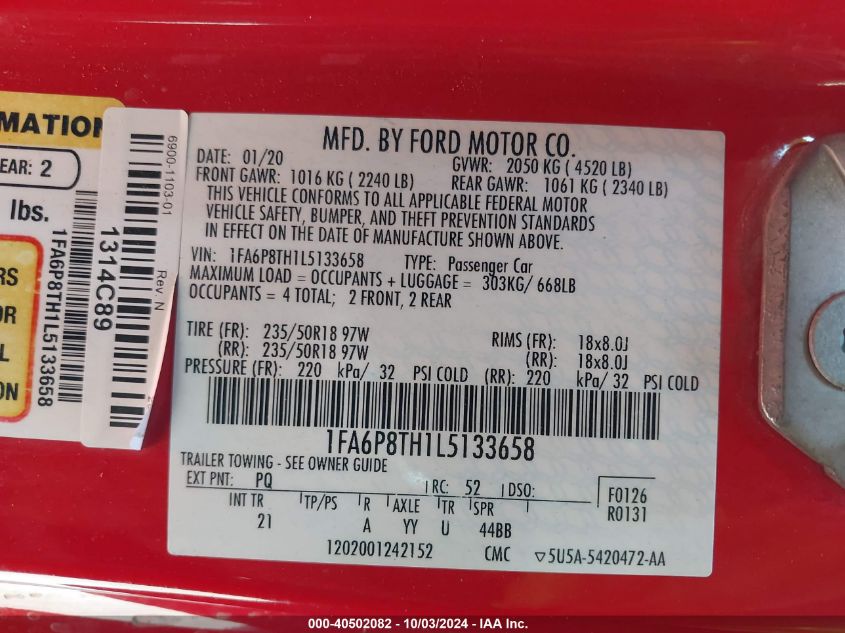 MATION
EAR: 2
lbs.
RS
OR
L
ON
1FA6P8TH1L5133658
1314C89
Rev. N
6900-1103-01
MFD. BY FORD MOTOR CO.
DATE: 01/20 GVWR: 2050 KG ( 4520 LB)
FRONT GAWR: 1016 KG ( 2240 LB) REAR GAWR: 1061 KG ( 2340 LB)
THIS VEHICLE CONFORMS TO ALL APPLICABLE FEDERAL MOTOR
VEHICLE SAFETY, BUMPER, AND THEFT PREVENTION STANDARDS
IN EFFECT ON THE DATE OF MANUFACTURE SHOWN ABOVE.
VIN: 1FA6P8TH1L5133658 TYPE: Passenger Car
MAXIMUM LOAD = OCCUPANTS + LUGGAGE = 303KG/ 668LB
OCCUPANTS = 4 TOTAL; 2 FRONT, 2 REAR
TIRE (FR): 235/50R18 97W RIMS (FR): 18x8.0J
(RR): 235/50R18 97W (RR): 18x8.0J
PRESSURE (FR): 220 kPa/ 32 PSI COLD (RR): 220 kPa/ 32 PSI COLD
1FA6P8TH1L5133658
TRAILER TOWING - SEE OWNER GUIDE
EXT PNT: PQ RC: 52 DSO: F0126
INT TR TP/PS R AXLE TR SPR R0131
21 A YY U 44BB
1202001242152 CMC ▽5U5A-5420472-AA
000-40502082 - 10/03/2024 - IAA Inc.